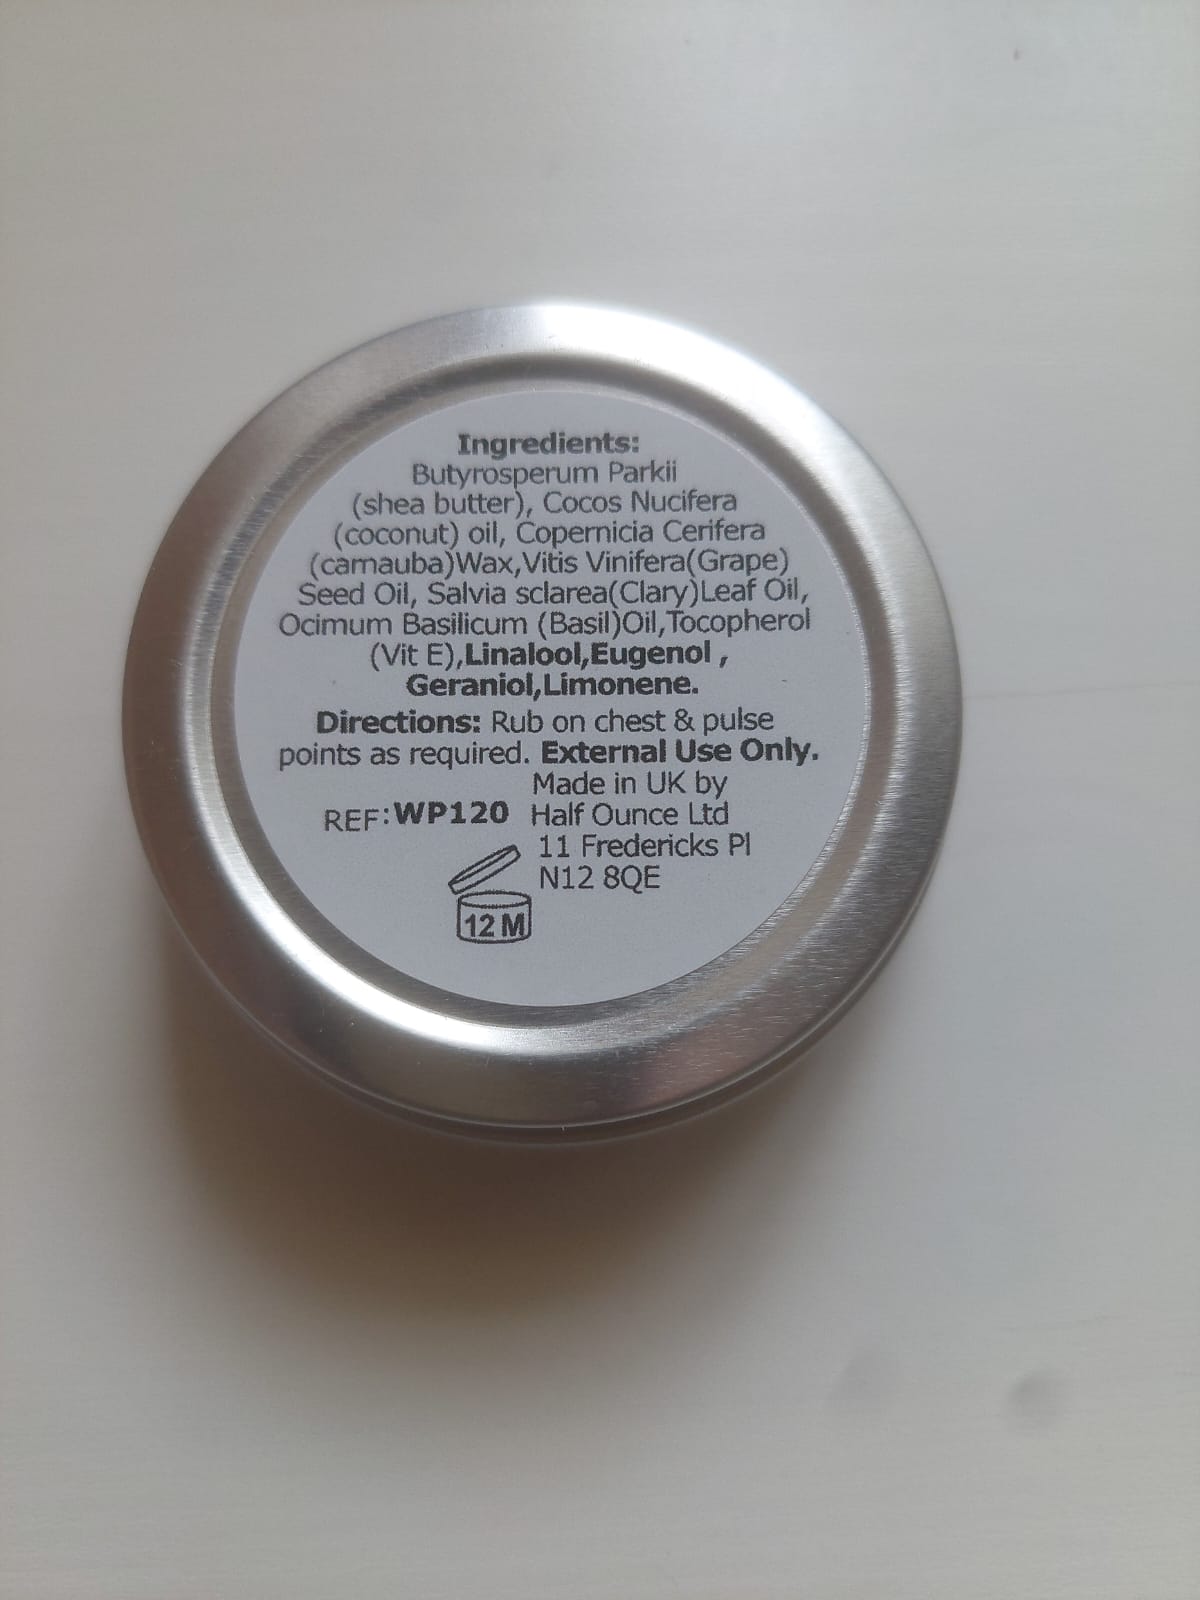 Ingredients:
Butyrosperum Parkii
(shea butter), Cocos Nucifera
(coconut) oil, Copernicia Cerifera
(carnauba)Wax,Vitis Vinifera(Grape)
Seed Oil, Salvia sclarea(Clary)Leaf Oil,
Ocimum Basilicum (Basil)Oil,Tocopherol
(Vit E),Linalool,Eugenol ,
Geraniol,Limonene.
Directions: Rub on chest & pulse
points as required. External Use Only.
Made in UK by
REF:WP120 Half Ounce Ltd
11 Fredericks Pl
N12 8QE
12 M